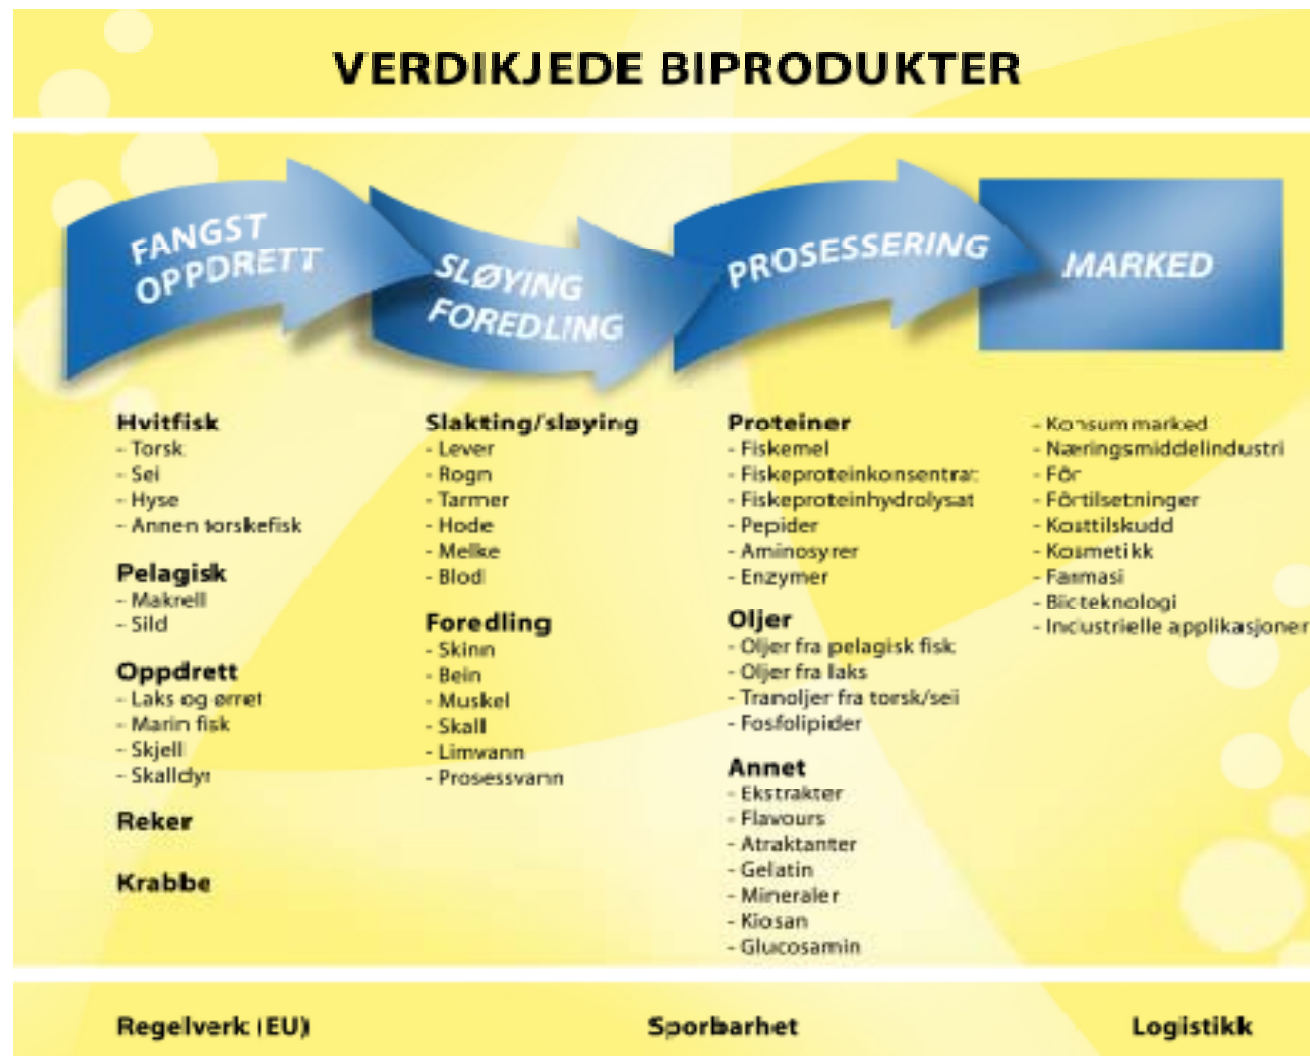 VERDIKJEDE BIPRODUKTER
FANGST
OPPDRETT
SLØYING
FOREDLING
PROSESSERING
MARKED
Hvitfisk
- Torsk
- Sei
- Hyse
- Annen torskefisk
Pelagisk
- Makrell
- Sild
Oppdrett
- Laks og ørret
- Marin fisk
- Skjell
- Skalldyr
Reker
Krabbe
Slakting/sløying
- Lever
- Rogn
- Tarmer
- Hode
- Melke
- Blod
Foredling
- Skinn
- Bein
- Muskel
- Skall
- Limvann
- Prosessvann
Proteiner
- Fiskemel
- Fiskeproteinkonsentrat
- Fiskeproteinhydrolysat
- Pepider
- Aminosyrer
- Enzymer
Oljer
- Oljer fra pelagisk fisk
- Oljer fra laks
- Tranoljer fra torsk/sei
- Fosfolipider
Annet
- Ekstrakter
- Flavours
- Atraktanter
- Gelatin
- Mineraler
- Kiosan
- Glucosamin
- Konsum marked
- Næringsmiddelindustri
- Fôr
- Fôrtilsetninger
- Kosttilskudd
- Kosmetikk
- Farmasi
- Bioteknologi
- Industrielle applikasjoner
Regelverk (EU)
Sporbarhet
Logistikk